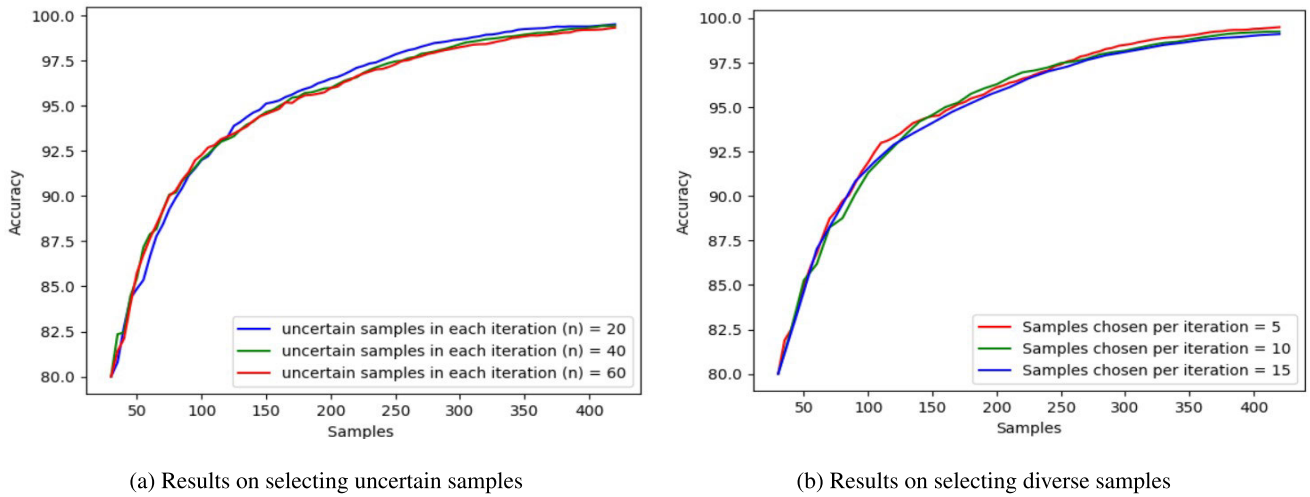 100.0
97.5
95.0
92.5
90.0
87.5
85.0
82.5
80.0
Accuracy
50 100 150 200 250 300 350 400
Samples
uncertain samples in each iteration (n) = 20
uncertain samples in each iteration (n) = 40
uncertain samples in each iteration (n) = 60
(a) Results on selecting uncertain samples
100.0
97.5
95.0
92.5
90.0
87.5
85.0
82.5
80.0
Accuracy
50 100 150 200 250 300 350 400
Samples
Samples chosen per iteration = 5
Samples chosen per iteration = 10
Samples chosen per iteration = 15
(b) Results on selecting diverse samples